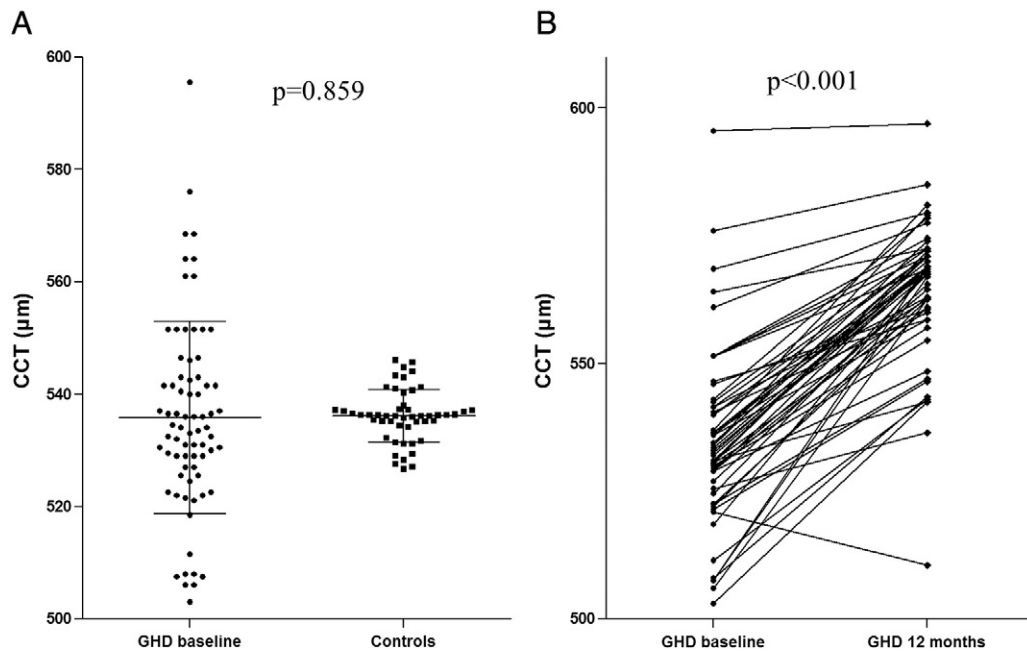 A
p=0.859
CCT (µm)
600
580
560
540
520
500
GHD baseline
Controls
B
p<0.001
CCT (µm)
600
550
500
GHD baseline
GHD 12 months